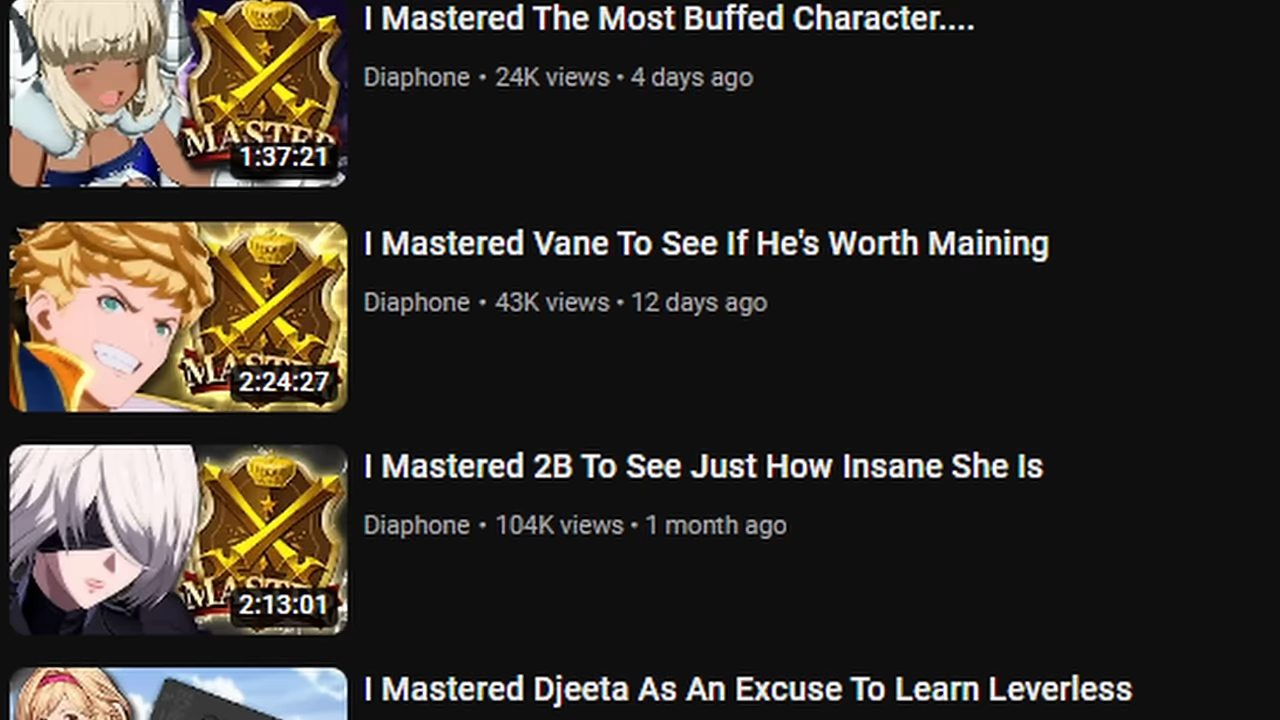 I Mastered The Most Buffed Character....
Diaphone • 24K views • 4 days ago
MASTER
1:37:21
I Mastered Vane To See If He's Worth Maining
Diaphone • 43K views • 12 days ago
2:24:27
I Mastered 2B To See Just How Insane She Is
Diaphone • 104K views • 1 month ago
2:13:01
I Mastered Djeeta As An Excuse To Learn Leverless